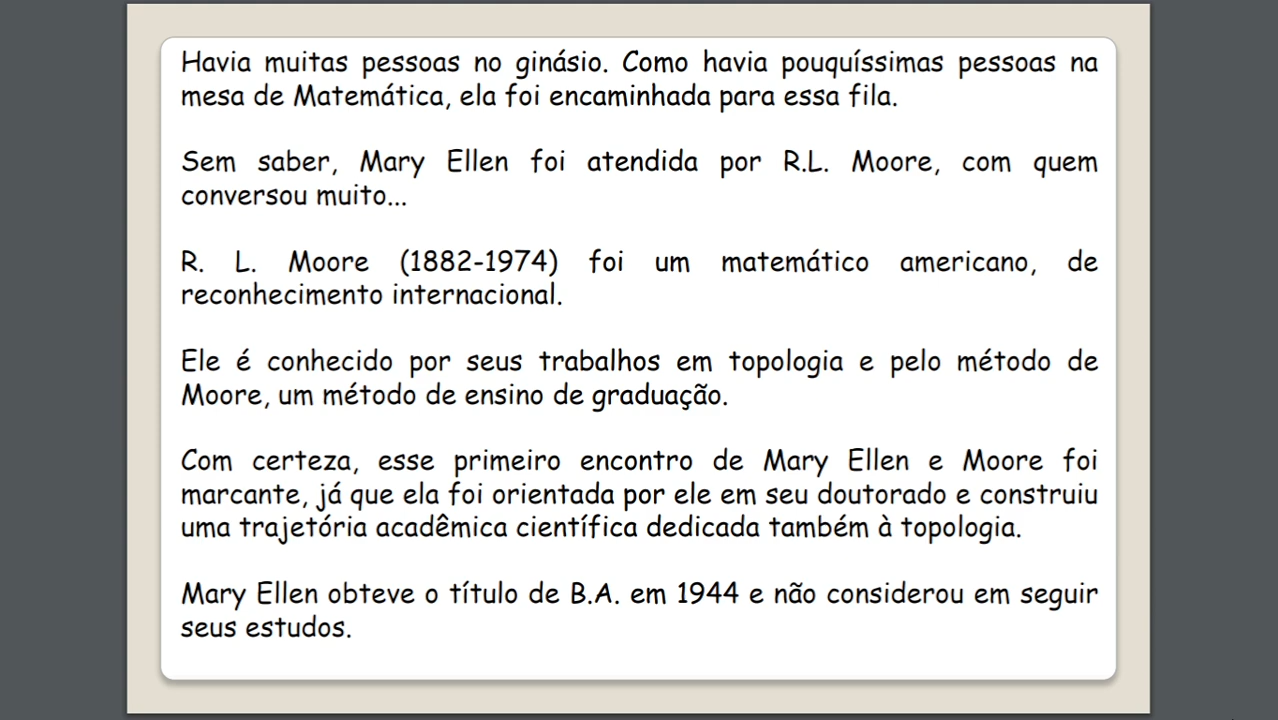 Havia muitas pessoas no ginásio. Como havia pouquíssimas pessoas na
mesa de Matemática, ela foi encaminhada para essa fila.
Sem saber, Mary Ellen foi atendida por R.L. Moore, com quem
conversou muito...
R. L. Moore (1882-1974) foi um matemático americano, de
reconhecimento internacional.
Ele é conhecido por seus trabalhos em topologia e pelo método de
Moore, um método de ensino de graduação.
Com certeza, esse primeiro encontro de Mary Ellen e Moore foi
marcante, já que ela foi orientada por ele em seu doutorado e construiu
uma trajetória acadêmica científica dedicada também à topologia.
Mary Ellen obteve o título de B.A. em 1944 e não considerou em seguir
seus estudos.